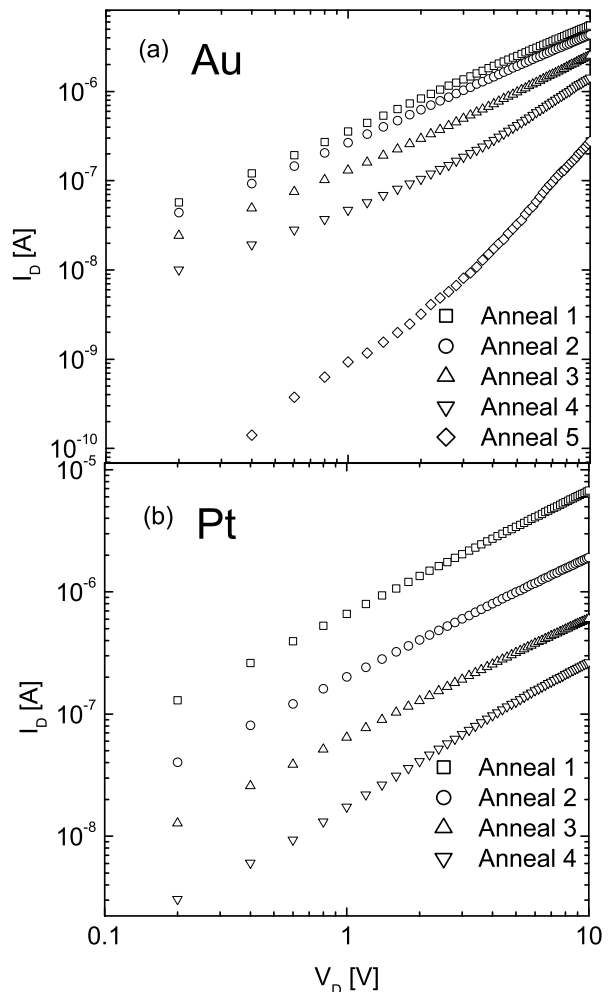 (a) Au
10^-6
10^-7
10^-8
10^-9
10^-10
I_D [A]
Anneal 1
Anneal 2
Anneal 3
Anneal 4
Anneal 5
10^-5
(b) Pt
10^-6
10^-7
10^-8
I_D [A]
Anneal 1
Anneal 2
Anneal 3
Anneal 4
0.1 1 10
V_D [V]